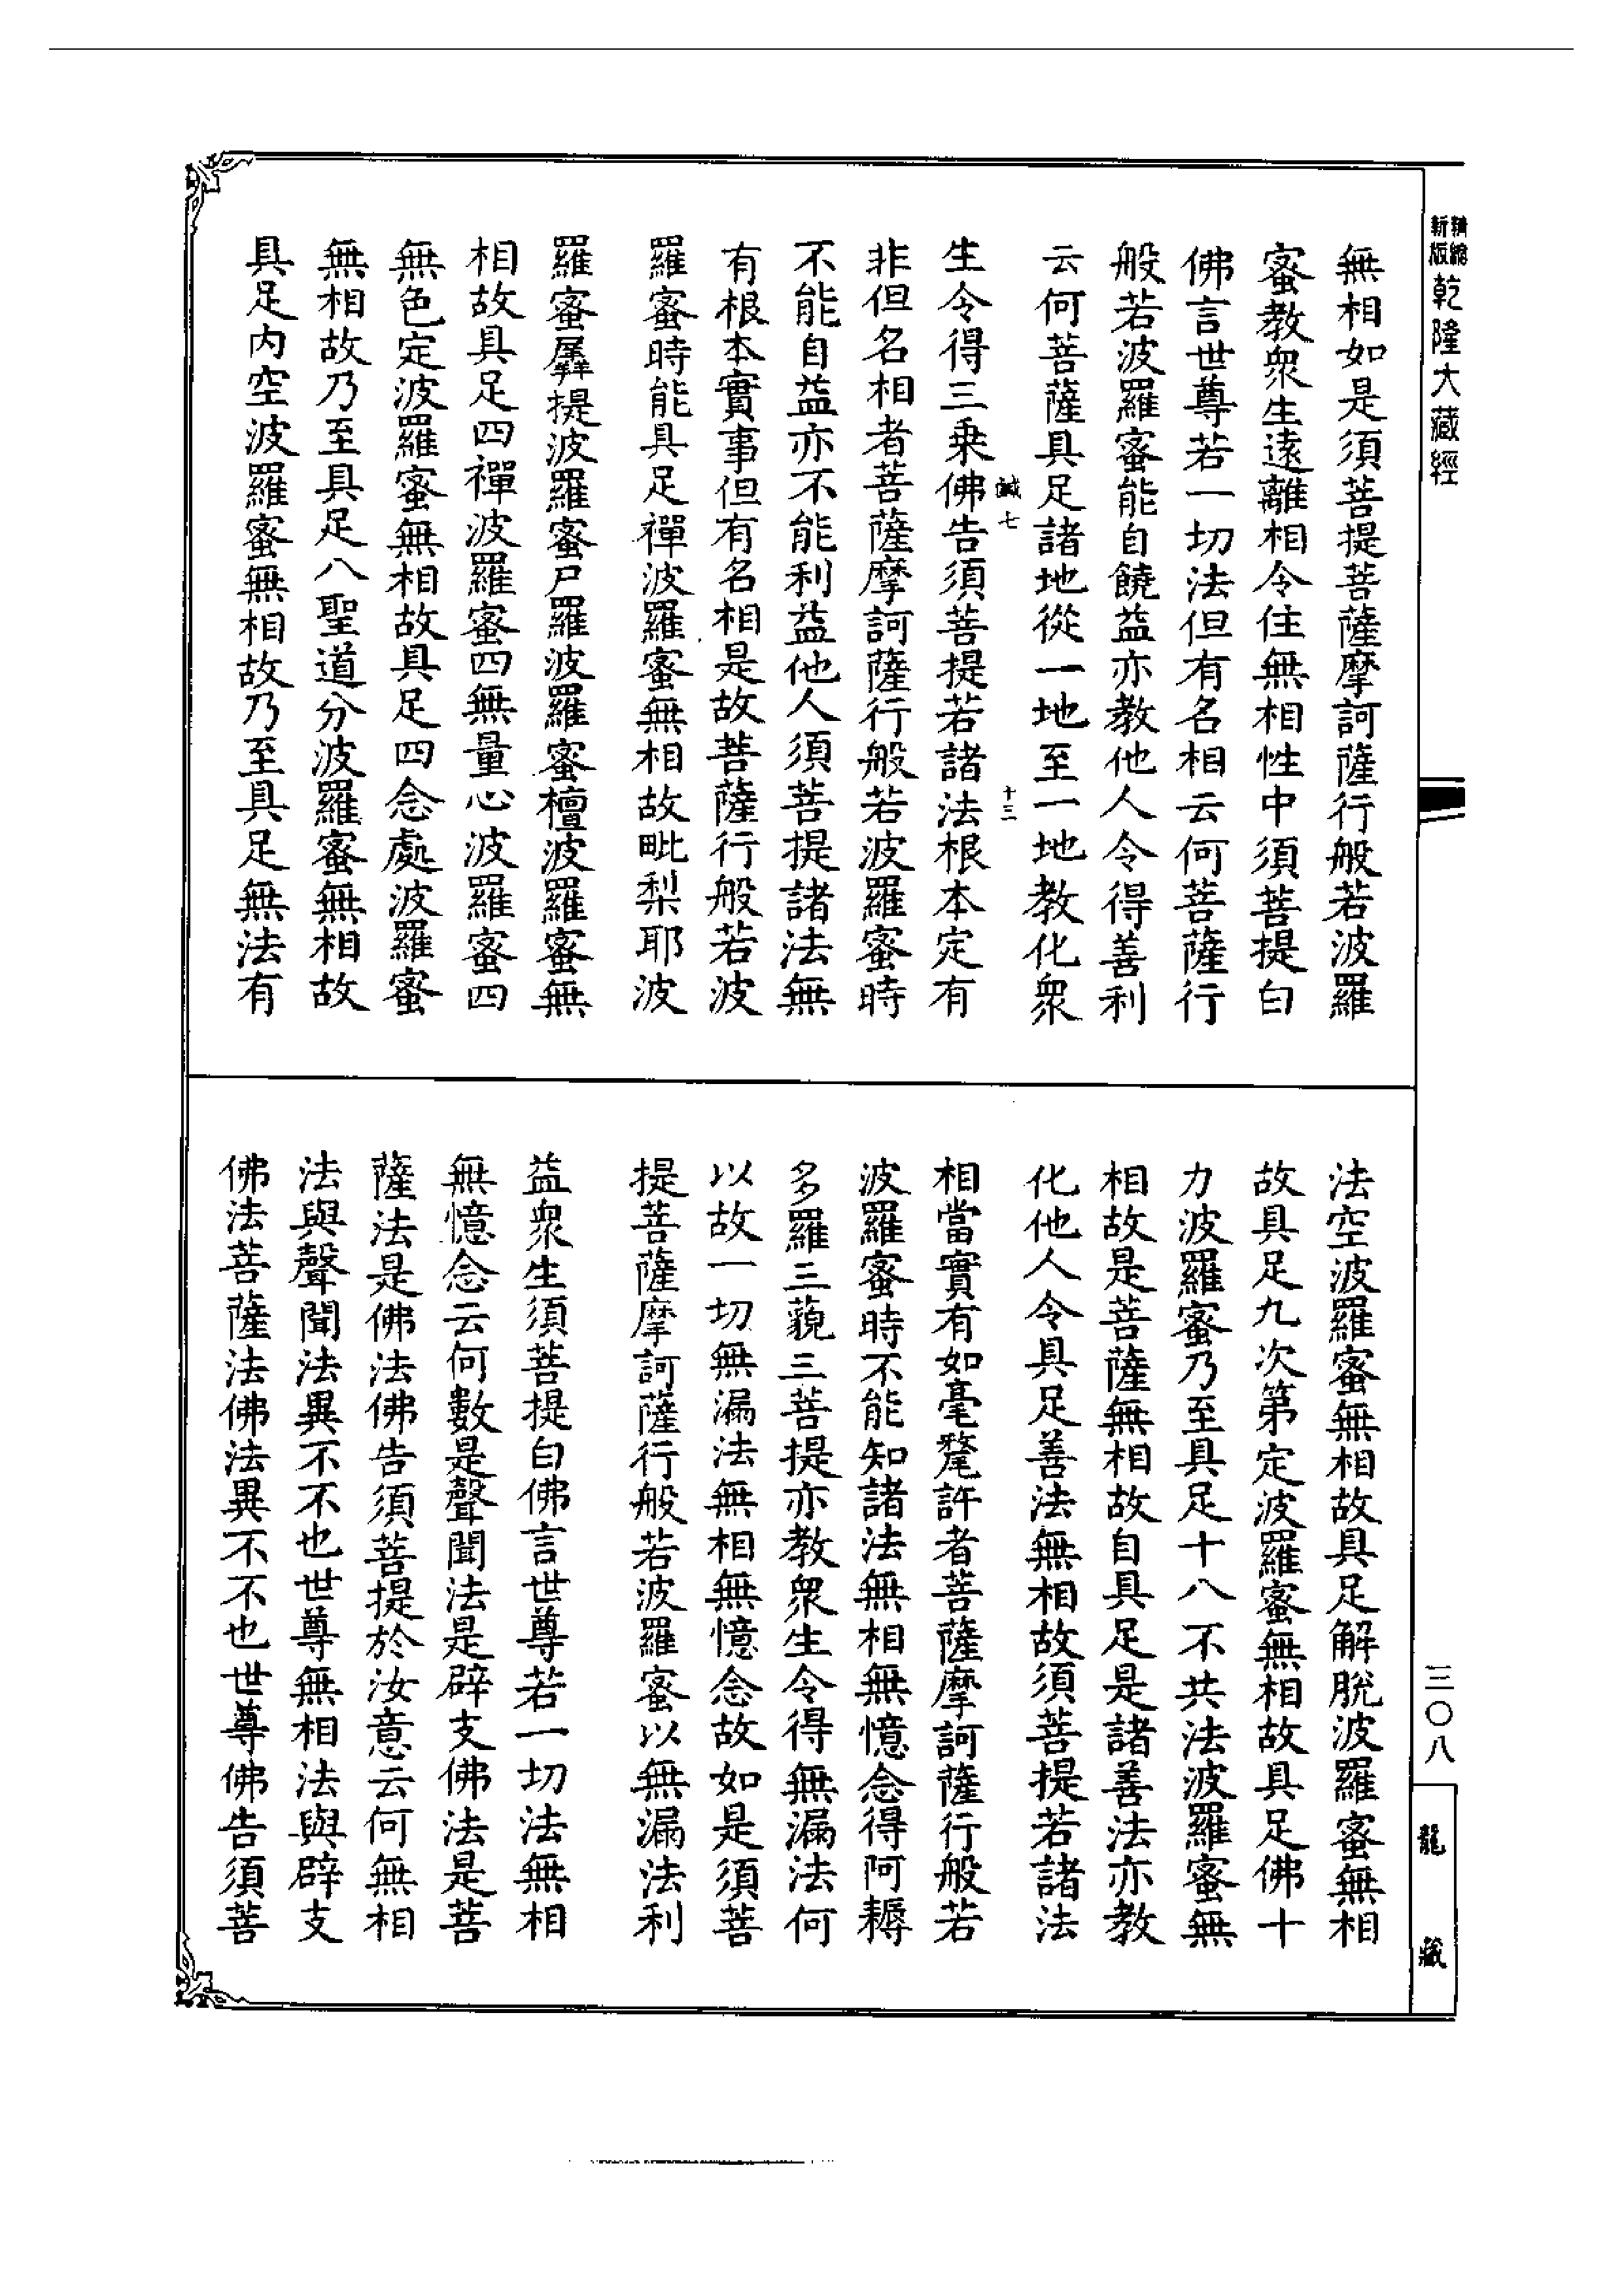 精縮新版乾隆大藏經
無相如是須菩提菩薩摩訶薩行般若波羅
蜜教衆生遠離相令住無相性中須菩提白
佛言世尊若一切法但有名相云何菩薩行
般若波羅蜜能自饒益亦教他人令得善利
云何菩薩具足諸地從一地至一地教化衆
鹹七 十三
生令得三乗佛告須菩提若諸法根本定有
非但名相者菩薩摩訶薩行般若波羅蜜時
不能自益亦不能利益他人須菩提諸法無
有根本實事但有名相是故菩薩行般若波
羅蜜時能具足禪波羅蜜無相故毗梨耶波
羅蜜羼提波羅蜜尸羅波羅蜜檀波羅蜜無
相故具足四禪波羅蜜四無量心波羅蜜四
無色定波羅蜜無相故具足四念處波羅蜜
無相故乃至具足八聖道分波羅蜜無相故
具足内空波羅蜜無相故乃至具足無法有
法空波羅蜜無相故具足解脫波羅蜜無相
故具足九次第定波羅蜜無相故具足佛十
力波羅蜜乃至具足十八不共法波羅蜜無
相故是菩薩無相故自具足是諸善法亦教
化他人令具足善法無相故須菩提若諸法
相當實有如毫氂許者菩薩摩訶薩行般若
波羅蜜時不能知諸法無相無憶念得阿耨
多羅三藐三菩提亦教衆生令得無漏法何
以故一切無漏法無相無憶念故如是須菩
提菩薩摩訶薩行般若波羅蜜以無漏法利
益衆生須菩提白佛言世尊若一切法無相
無憶念云何數是聲聞法是辟支佛法是菩
薩法是佛法佛告須菩提於汝意云何無相
法與聲聞法異不不也世尊無相法與辟支
佛法菩薩法佛法異不不也世尊佛告須菩
三〇八
龍藏